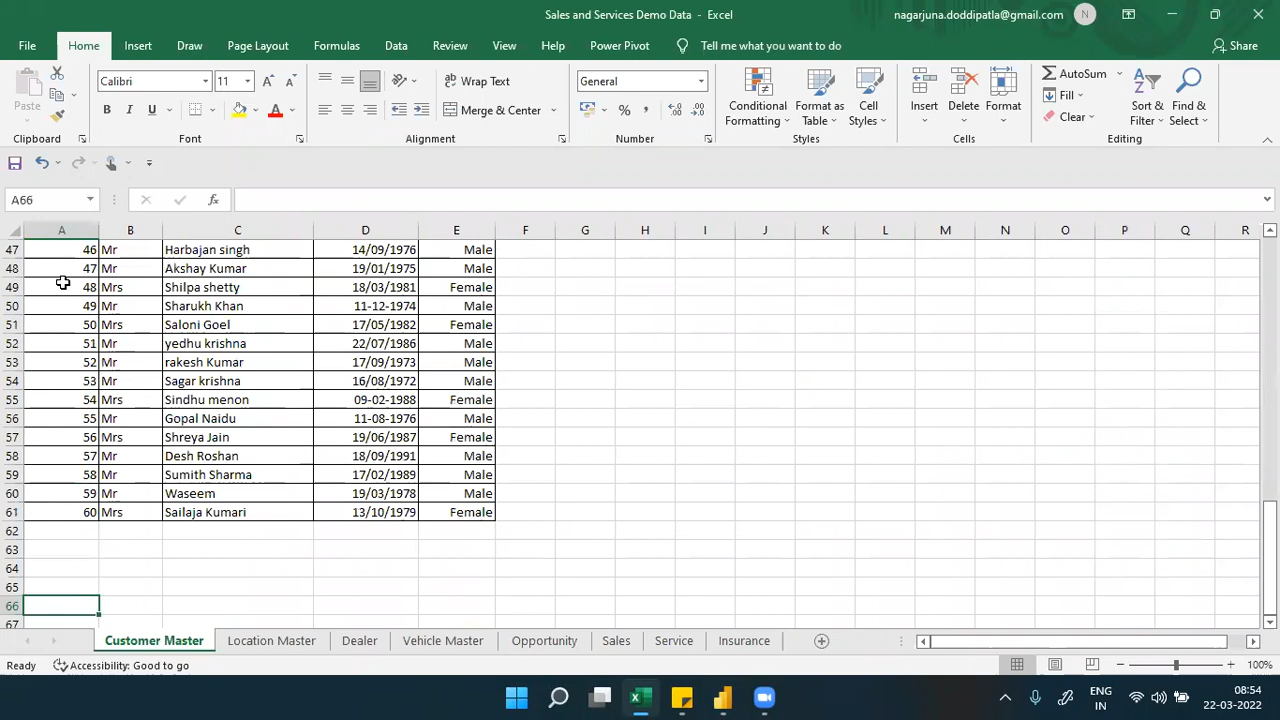 Sales and Services Demo Data - Excel
nagarjuna.doddipatla@gmail.com N
File Home Insert Draw Page Layout Formulas Data Review View Help Power Pivot Tell me what you want to do Share
Paste
Calibri 11
Wrap Text
General
Conditional Formatting
Format as Table
Cell Styles
Insert
Delete
Format
AutoSum
Fill
Clear
Sort & Filter
Find & Select
B I U
Merge & Center
Clipboard Font Alignment Number Styles Cells Editing
A66 fx
A B C D E F G H I J K L M N O P Q R
47 46 Mr Harbajan singh 14/09/1976 Male
48 47 Mr Akshay Kumar 19/01/1975 Male
49 48 Mrs Shilpa shetty 18/03/1981 Female
50 49 Mr Sharukh Khan 11-12-1974 Male
51 50 Mrs Saloni Goel 17/05/1982 Female
52 51 Mr yedhu krishna 22/07/1986 Male
53 52 Mr rakesh Kumar 17/09/1973 Male
54 53 Mr Sagar krishna 16/08/1972 Male
55 54 Mrs Sindhu menon 09-02-1988 Female
56 55 Mr Gopal Naidu 11-08-1976 Male
57 56 Mrs Shreya Jain 19/06/1987 Female
58 57 Mr Desh Roshan 18/09/1991 Male
59 58 Mr Sumith Sharma 17/02/1989 Male
60 59 Mr Waseem 19/03/1978 Male
61 60 Mrs Sailaja Kumari 13/10/1979 Female
62
63
64
65
66
67
Customer Master Location Master Dealer Vehicle Master Opportunity Sales Service Insurance
Ready Accessibility: Good to go 100%
ENG 08:54
IN 22-03-2022